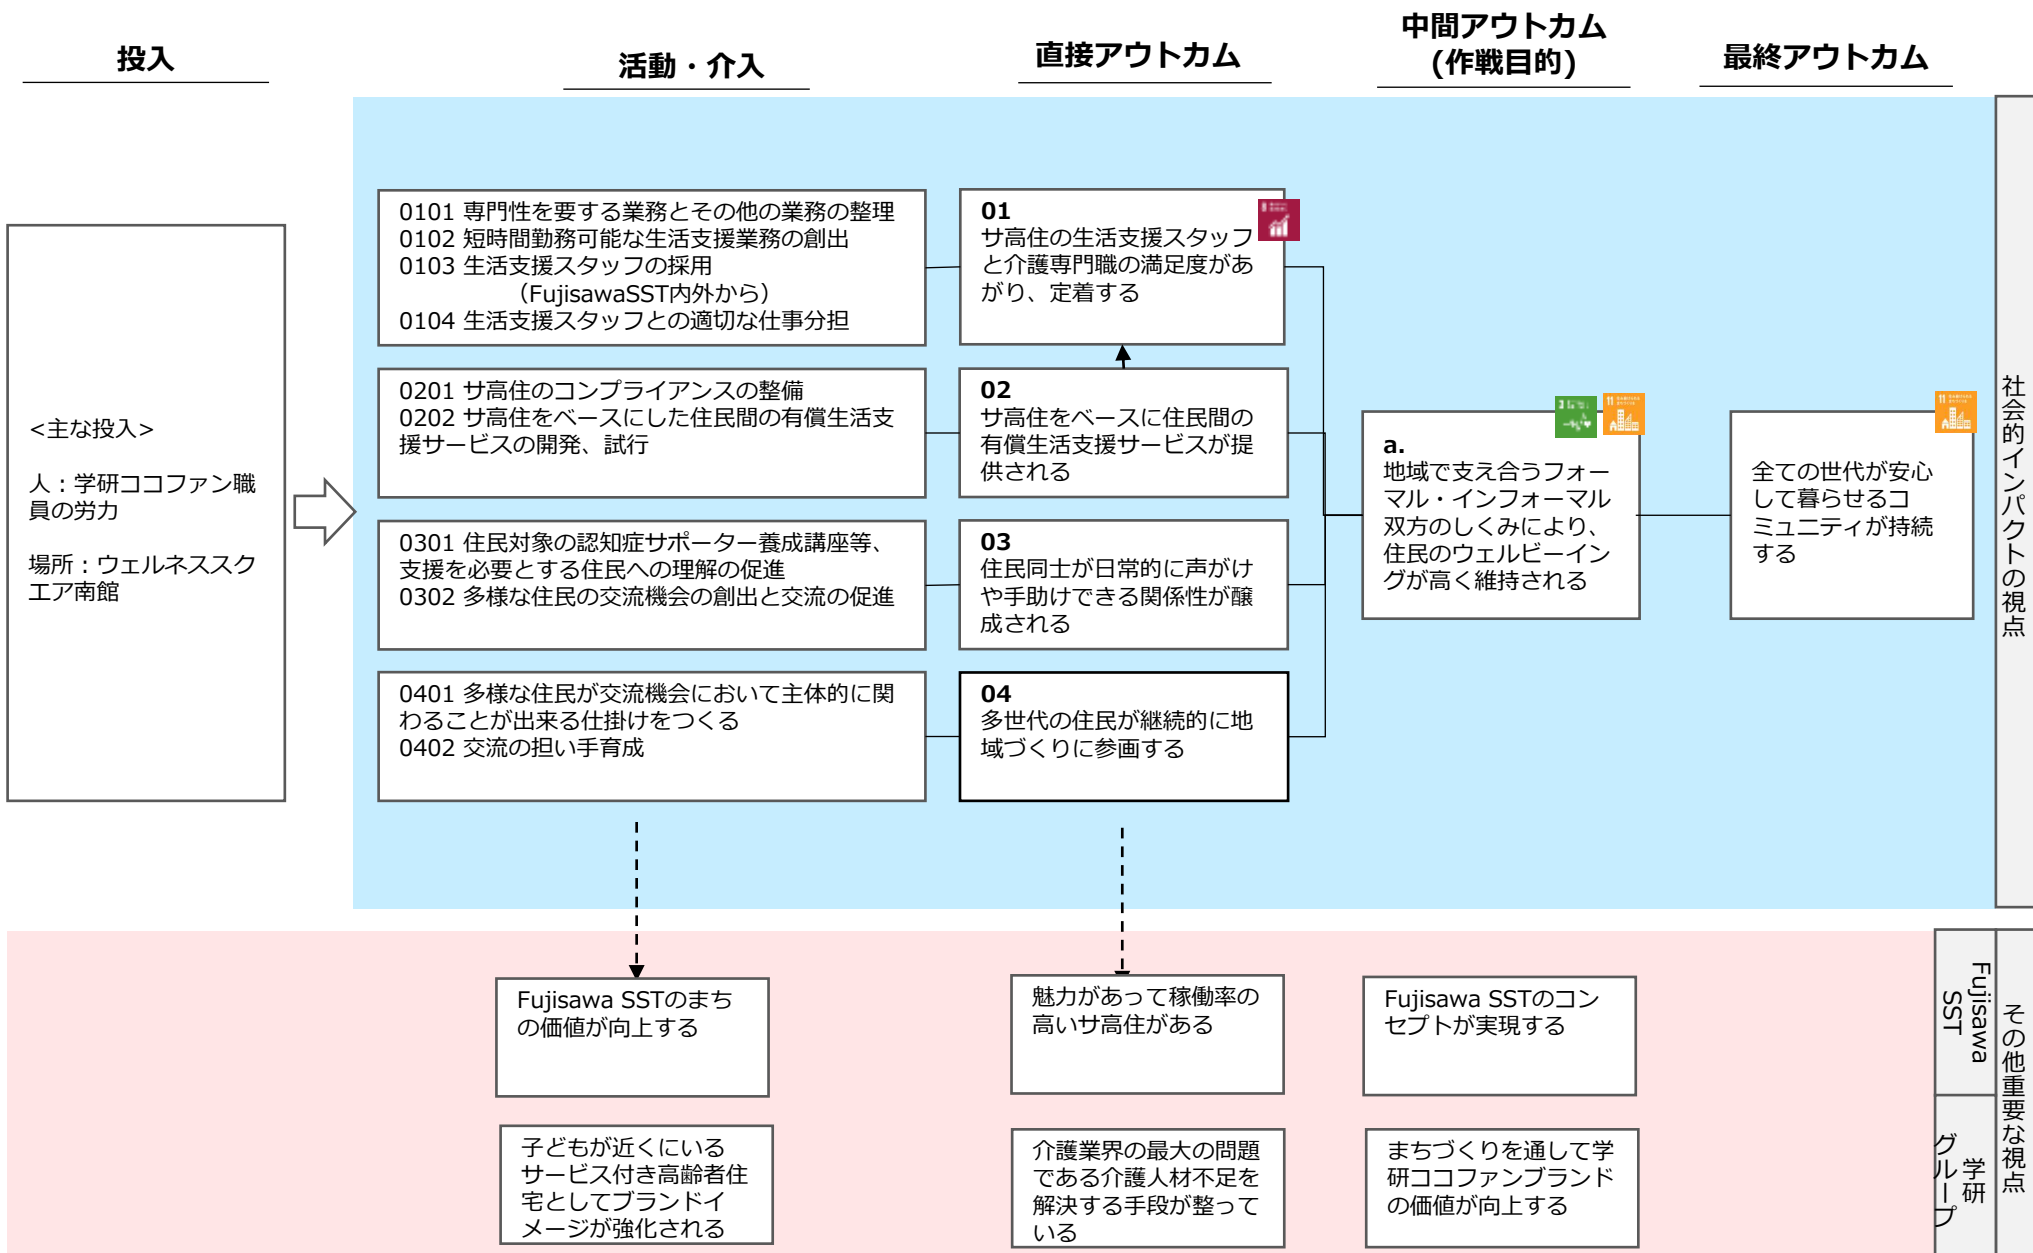 投入
活動・介入
直接アウトカム
中間アウトカム
(作戦目的)
最終アウトカム
<主な投入>
人：学研ココファン職
員の労力
場所：ウェルネススク
エア南館
0101 専門性を要する業務とその他の業務の整理
0102 短時間勤務可能な生活支援業務の創出
0103 生活支援スタッフの採用
（FujisawaSST内外から）
0104 生活支援スタッフとの適切な仕事分担
0201 サ高住のコンプライアンスの整備
0202 サ高住をベースにした住民間の有償生活支
援サービスの開発、試行
0301 住民対象の認知症サポーター養成講座等、
支援を必要とする住民への理解の促進
0302 多様な住民の交流機会の創出と交流の促進
0401 多様な住民が交流機会において主体的に関
わることが出来る仕掛けをつくる
0402 交流の担い手育成
01
サ高住の生活支援スタッフ
と介護専門職の満足度があ
がり、定着する
02
サ高住をベースに住民間の
有償生活支援サービスが提
供される
03
住民同士が日常的に声がけ
や手助けできる関係性が醸
成される
04
多世代の住民が継続的に地
域づくりに参画する
a.
地域で支え合うフォー
マル・インフォーマル
双方のしくみにより、
住民のウェルビーイン
グが高く維持される
全ての世代が安心
して暮らせるコ
ミュニティが持続
する
社会的インパクトの視点
Fujisawa SSTのまち
の価値が向上する
魅力があって稼働率の
高いサ高住がある
Fujisawa SSTのコン
セプトが実現する
子どもが近くにいる
サービス付き高齢者住
宅としてブランドイ
メージが強化される
介護業界の最大の問題
である介護人材不足を
解決する手段が整って
いる
まちづくりを通して学
研ココファンブランド
の価値が向上する
Fujisawa
SST
学研
グループ
その他重要な視点
8
3
11
11